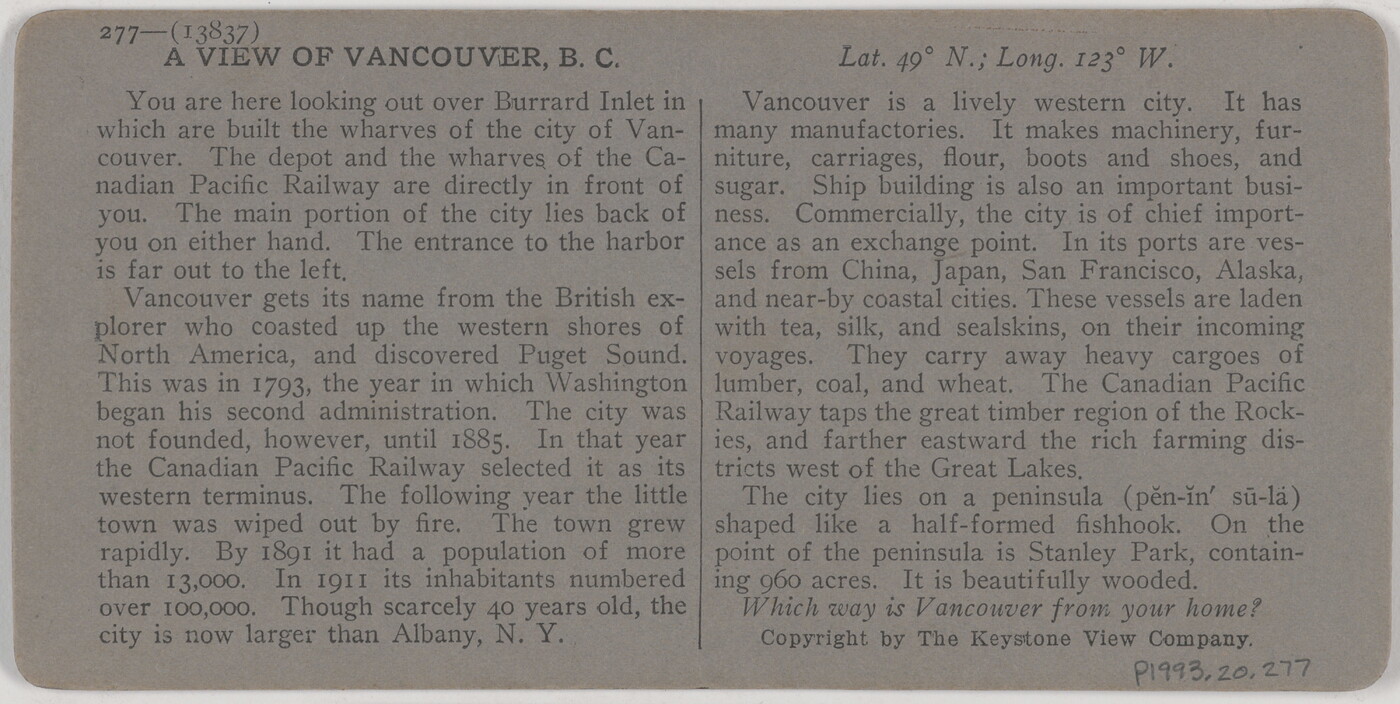 277—(13837)
A VIEW OF VANCOUVER, B. C.
You are here looking out over Burrard Inlet in
which are built the wharves of the city of Van-
couver. The depot and the wharves of the Ca-
nadian Pacific Railway are directly in front of
you. The main portion of the city lies back of
you on either hand. The entrance to the harbor
is far out to the left.
Vancouver gets its name from the British ex-
plorer who coasted up the western shores of
North America, and discovered Puget Sound.
This was in 1793, the year in which Washington
began his second administration. The city was
not founded, however, until 1885. In that year
the Canadian Pacific Railway selected it as its
western terminus. The following year the little
town was wiped out by fire. The town grew
rapidly. By 1891 it had a population of more
than 13,000. In 1911 its inhabitants numbered
over 100,000. Though scarcely 40 years old, the
city is now larger than Albany, N. Y.
Lat. 49° N.; Long. 123° W.
Vancouver is a lively western city. It has
many manufactories. It makes machinery, fur-
niture, carriages, flour, boots and shoes, and
sugar. Ship building is also an important busi-
ness. Commercially, the city is of chief import-
ance as an exchange point. In its ports are ves-
sels from China, Japan, San Francisco, Alaska,
and near-by coastal cities. These vessels are laden
with tea, silk, and sealskins, on their incoming
voyages. They carry away heavy cargoes of
lumber, coal, and wheat. The Canadian Pacific
Railway taps the great timber region of the Rock-
ies, and farther eastward the rich farming dis-
tricts west of the Great Lakes.
The city lies on a peninsula (pĕn-ĭn′ sū-lȧ)
shaped like a half-formed fishhook. On the
point of the peninsula is Stanley Park, contain-
ing 960 acres. It is beautifully wooded.
Which way is Vancouver from your home?
Copyright by The Keystone View Company.
P1993.20.277